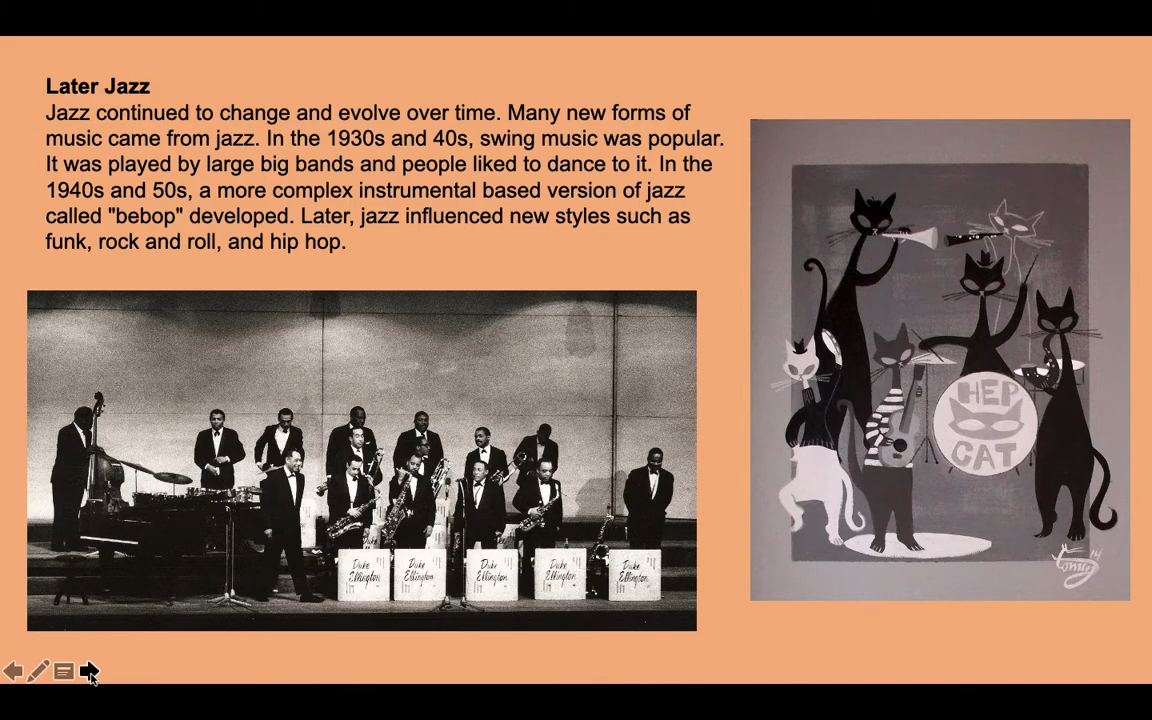 Later Jazz
Jazz continued to change and evolve over time. Many new forms of
music came from jazz. In the 1930s and 40s, swing music was popular.
It was played by large big bands and people liked to dance to it. In the
1940s and 50s, a more complex instrumental based version of jazz
called "bebop" developed. Later, jazz influenced new styles such as
funk, rock and roll, and hip hop.
HEP
CAT
Duke
Ellington
Duke
Ellington
Duke
Ellington
Duke
Ellington
Duke
Ellington